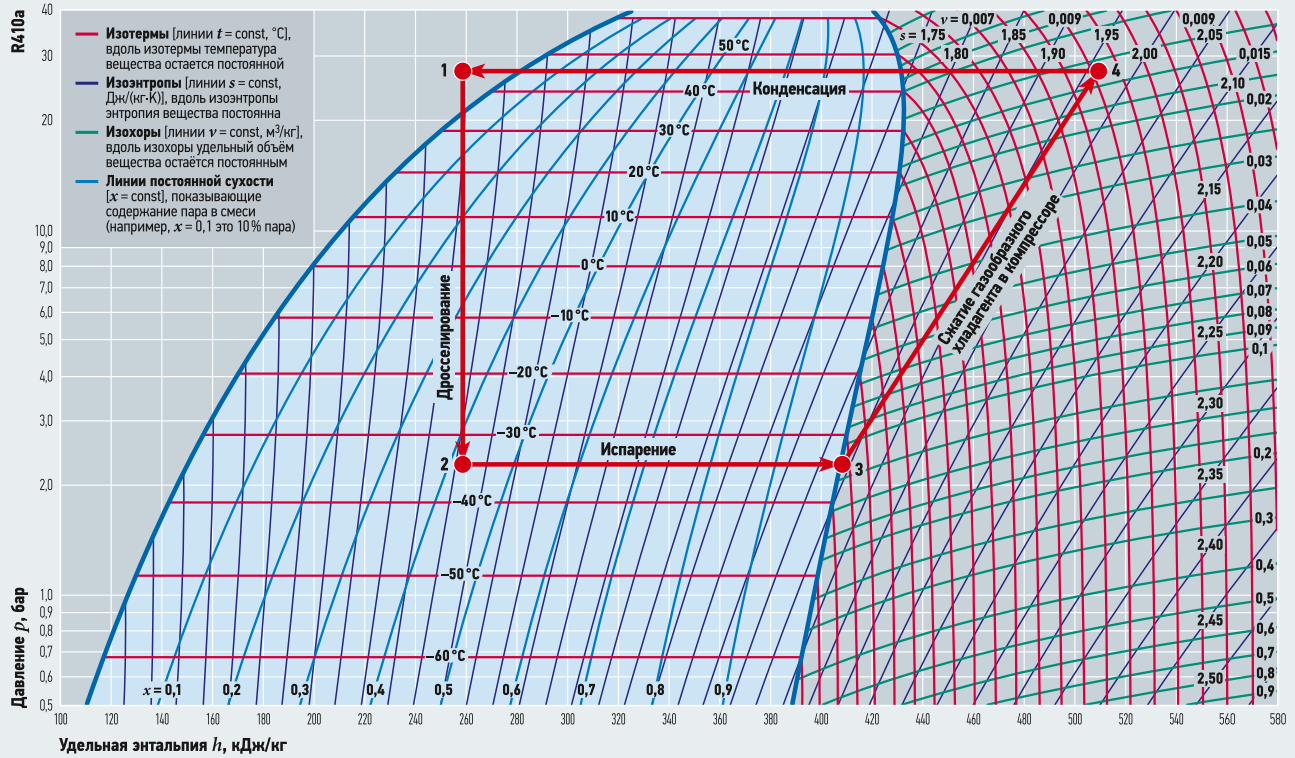 R410a
Давление p, бар
40
30
20
10,0
9,0
8,0
7,0
6,0
5,0
4,0
3,0
2,0
1,0
0,9
0,8
0,7
0,6
0,5
Изотермы [линии t = const, °C],
вдоль изотермы температура
вещества остается постоянной
Изоэнтропы [линии s = const,
Дж/(кг·K)], вдоль изоэнтропы
энтропия вещества постоянна
Изохоры [линии v = const, м³/кг],
вдоль изохоры удельный объём
вещества остаётся постоянным
Линии постоянной сухости
[x = const], показывающие
содержание пара в смеси
(например, x = 0,1 это 10 % пара)
v = 0,007
0,009
0,009
s = 1,75
1,85
1,95
2,05
50 °C
1,80
1,90
2,00
0,015
1
4
40 °C
Конденсация
2,10
0,02
30 °C
0,03
20 °C
2,15
0,04
10 °C
0,05
0 °C
2,20
0,06
0,07
−10 °C
0,08
2,25
0,09
0,1
Дросселирование
Сжатие газообразного
хладагента в компрессоре
−20 °C
2,30
−30 °C
0,2
Испарение
2
3
2,35
−40 °C
0,3
2,40
0,4
−50 °C
0,5
2,45
0,6
−60 °C
0,7
2,50
0,8
0,9
x = 0,1
0,2
0,3
0,4
0,5
0,6
0,7
0,8
0,9
100
120
140
160
180
200
220
240
260
280
300
320
340
360
380
400
420
440
460
480
500
520
540
560
580
Удельная энтальпия h, кДж/кг